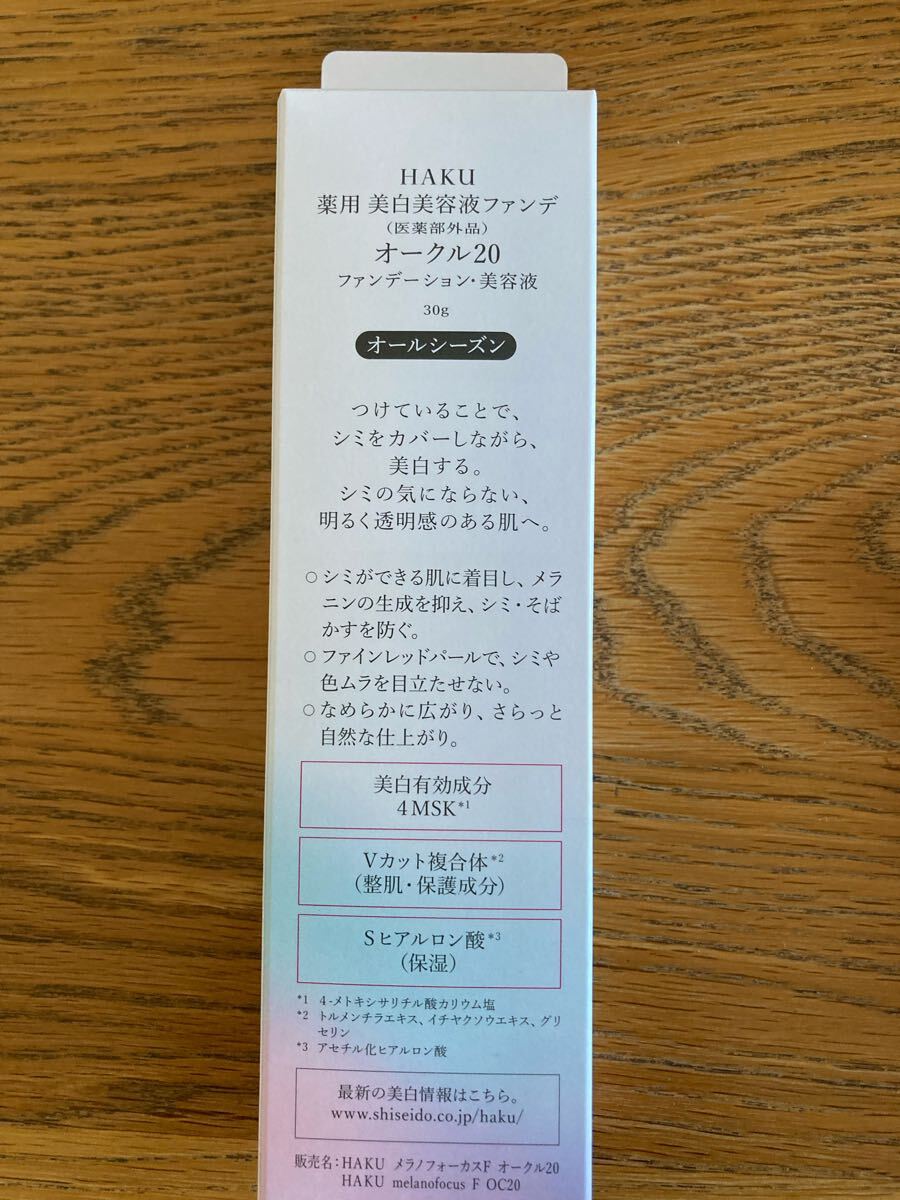 HAKU
薬用 美白美容液ファンデ
(医薬部外品)
オークル20
ファンデーション・美容液
30g
オールシーズン
つけていることで、
シミをカバーしながら、
美白する。
シミの気にならない、
明るく透明感のある肌へ。
○シミができる肌に着目し、メラ
ニンの生成を抑え、シミ・そば
かすを防ぐ。
○ファインレッドパールで、シミや
色ムラを目立たせない。
○なめらかに広がり、さらっと
自然な仕上がり。
美白有効成分
4MSK*1
Vカット複合体*2
(整肌・保護成分)
Sヒアルロン酸*3
(保湿)
*1 4-メトキシサリチル酸カリウム塩
*2 トルメンチラエキス、イチヤクソウエキス、グリ
セリン
*3 アセチル化ヒアルロン酸
最新の美白情報はこちら。
www.shiseido.co.jp/haku/
販売名：HAKU メラノフォーカスF オークル20
HAKU melanofocus F OC20